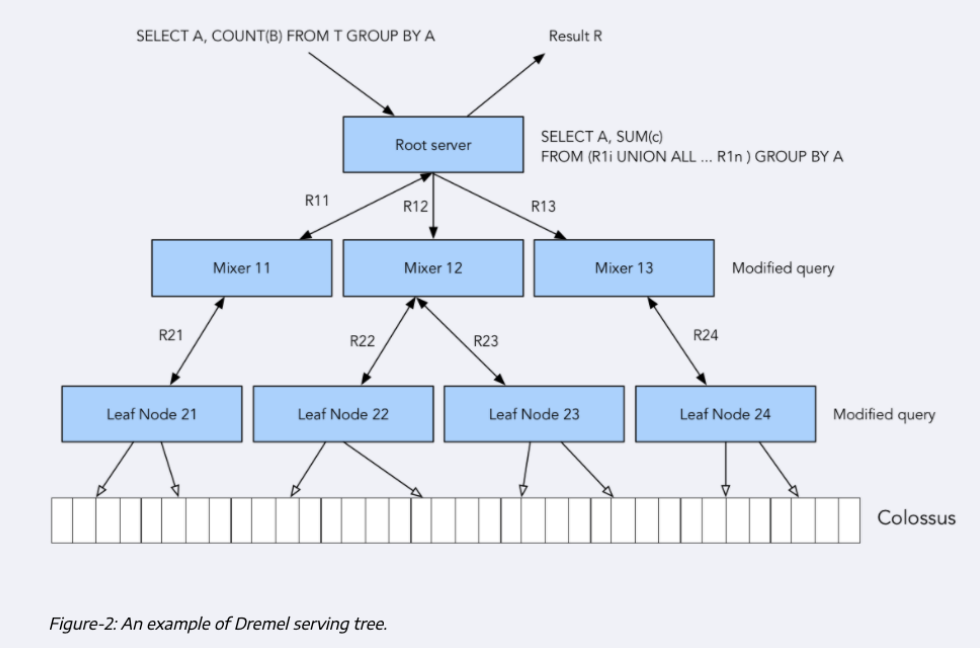 SELECT A, COUNT(B) FROM T GROUP BY A
Result R
Root server
SELECT A, SUM(c)
FROM (R1i UNION ALL ... R1n ) GROUP BY A
R11
R12
R13
Mixer 11
Mixer 12
Mixer 13
Modified query
R21
R22
R23
R24
Leaf Node 21
Leaf Node 22
Leaf Node 23
Leaf Node 24
Modified query
Colossus
Figure-2: An example of Dremel serving tree.